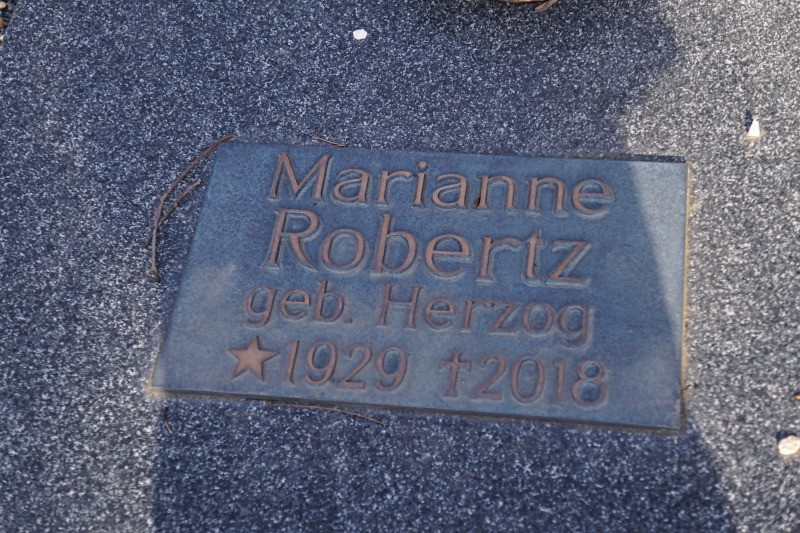 Marianne
Robertz
geb. Herzog
★1929 †2018